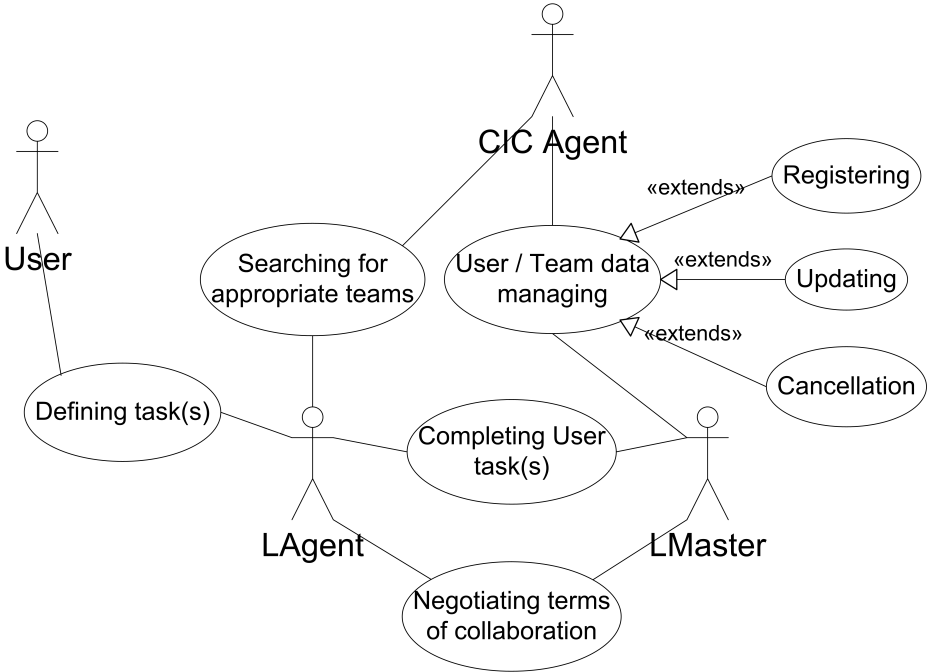 CIC Agent
Registering
«extends»
User
Searching for
appropriate teams
User / Team data
managing
«extends»
Updating
«extends»
Cancellation
Defining task(s)
Completing User
task(s)
LAgent
LMaster
Negotiating terms
of collaboration